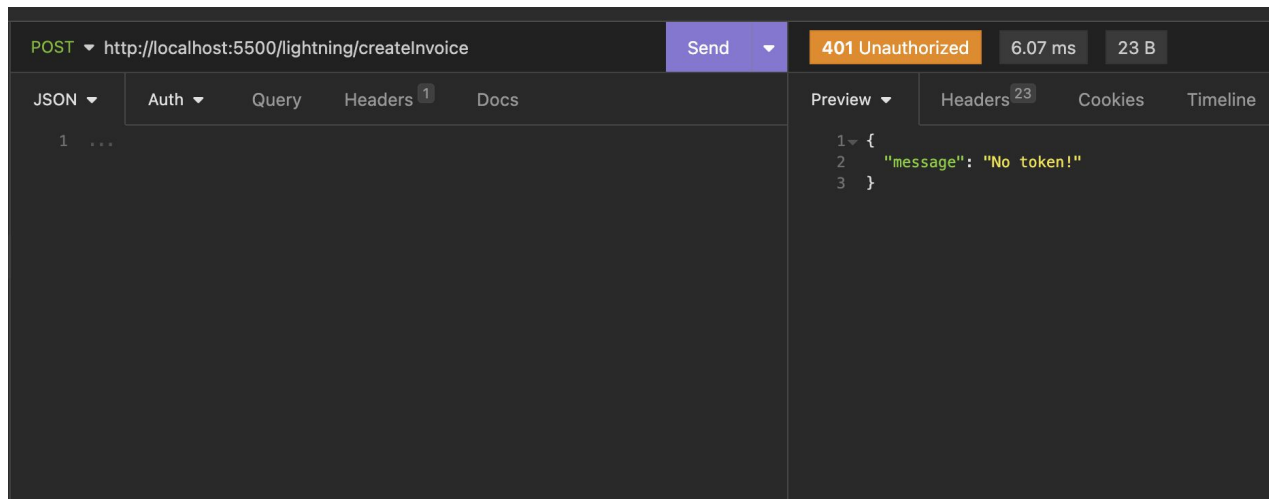 POST http://localhost:5500/lightning/createInvoice Send 401 Unauthorized 6.07 ms 23 B
JSON Auth Query Headers 1 Docs Preview Headers 23 Cookies Timeline
1 ...
1 {
2 "message": "No token!"
3 }